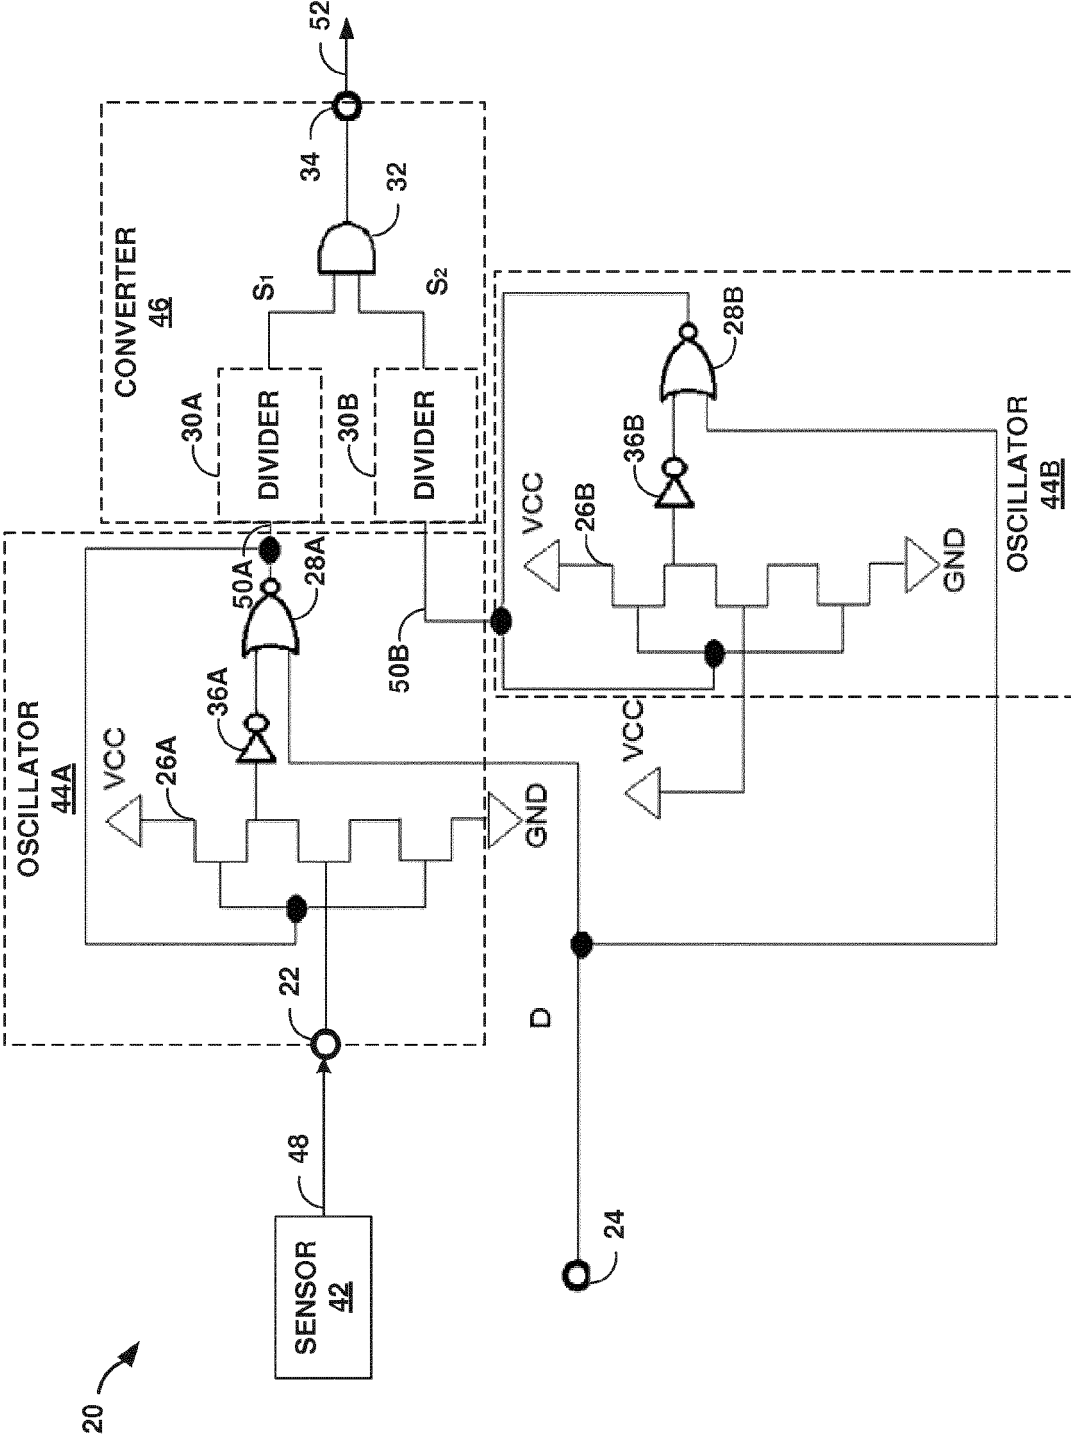 20
SENSOR
42
48
22
24
D
OSCILLATOR
44A
VCC
26A
36A
28A
50A
GND
CONVERTER
46
30A
DIVIDER
30B
DIVIDER
50B
S1
S2
32
34
52
OSCILLATOR
44B
VCC
VCC
26B
36B
28B
GND